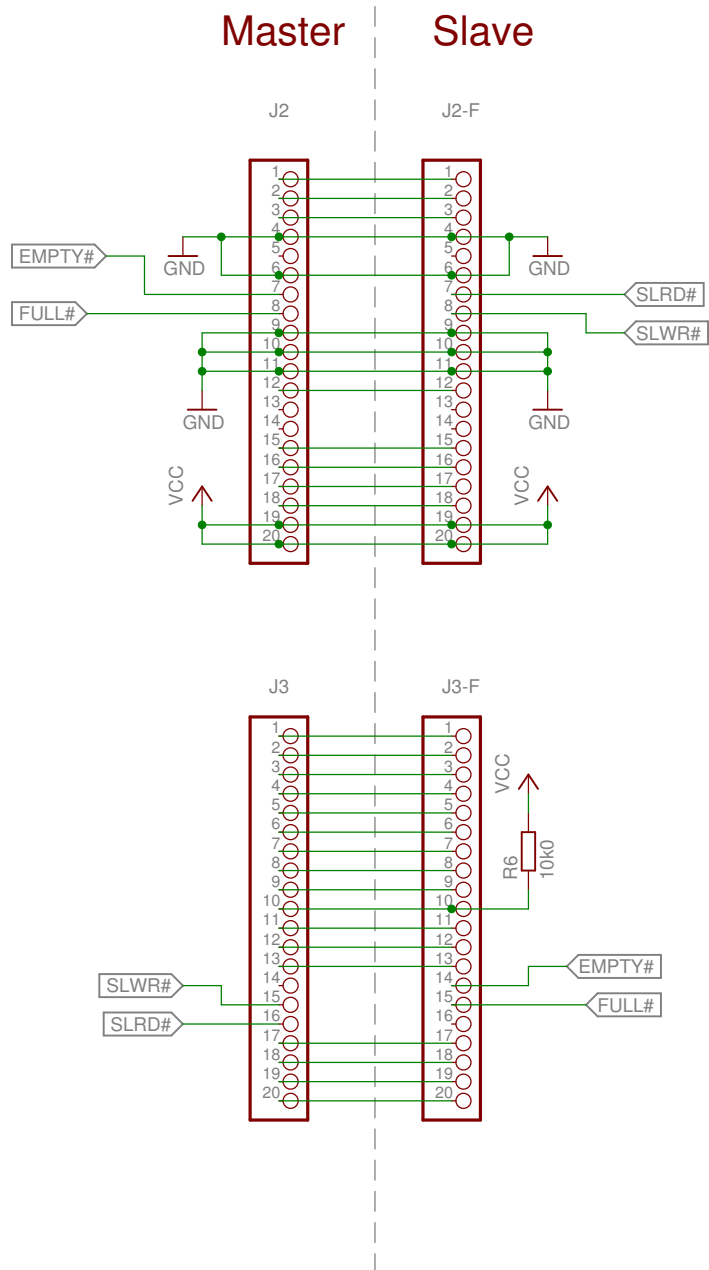 Master Slave
J2 J2-F
1 1
2 2
3 3
4 4
5 5
EMPTY# GND 6 6 GND
7 7 SLRD#
FULL# 8 8
9 9 SLWR#
10 10
11 11
12 12
GND 13 13 GND
14 14
15 15
16 16
VCC 17 17 VCC
18 18
19 19
20 20
J3 J3-F
1 1
2 2
3 3 VCC
4 4
5 5
6 6
7 7
8 8 R6 10k0
9 9
10 10
11 11
12 12
13 13 EMPTY#
SLWR# 14 14
15 15 FULL#
SLRD# 16 16
17 17
18 18
19 19
20 20